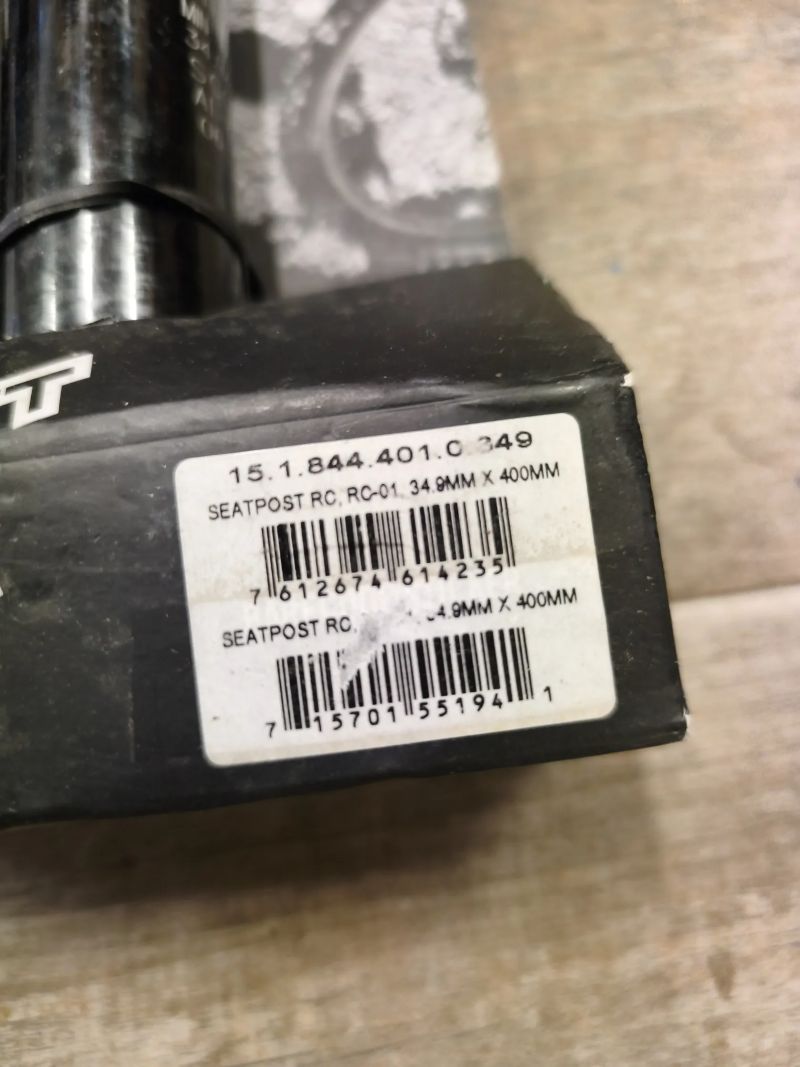 15.1.844.401.0.349
SEATPOST RC, RC-01, 34.9MM X 400MM
7 612674 614235
SEATPOST RC, 34.9MM X 400MM
7 15701 55194 1